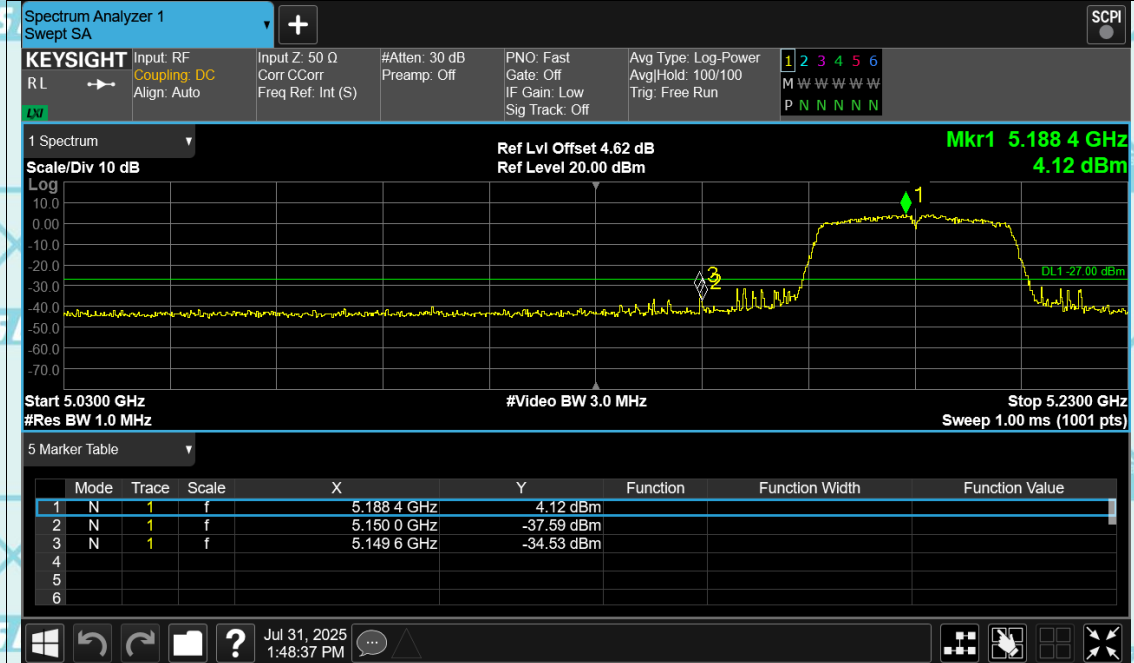 Spectrum Analyzer 1
Swept SA
+
SCPI
KEYSIGHT
RL
LXI
Input: RF
Coupling: DC
Align: Auto
Input Z: 50 Ω
Corr CCorr
Freq Ref: Int (S)
#Atten: 30 dB
Preamp: Off
PNO: Fast
Gate: Off
IF Gain: Low
Sig Track: Off
Avg Type: Log-Power
Avg|Hold: 100/100
Trig: Free Run
1 2 3 4 5 6
M W W W W W
P N N N N N
1 Spectrum
Scale/Div 10 dB
Ref Lvl Offset 4.62 dB
Ref Level 20.00 dBm
Mkr1 5.188 4 GHz
4.12 dBm
Log
1
10.0
0.00
-10.0
-20.0
3
2
DL1 -27.00 dBm
-30.0
-40.0
-50.0
-60.0
-70.0
Start 5.0300 GHz
#Video BW 3.0 MHz
Stop 5.2300 GHz
#Res BW 1.0 MHz
Sweep 1.00 ms (1001 pts)
5 Marker Table
Mode Trace Scale X Y Function Function Width Function Value
1 N 1 f 5.188 4 GHz 4.12 dBm
2 N 1 f 5.150 0 GHz -37.59 dBm
3 N 1 f 5.149 6 GHz -34.53 dBm
4
5
6
?
Jul 31, 2025
1:48:37 PM